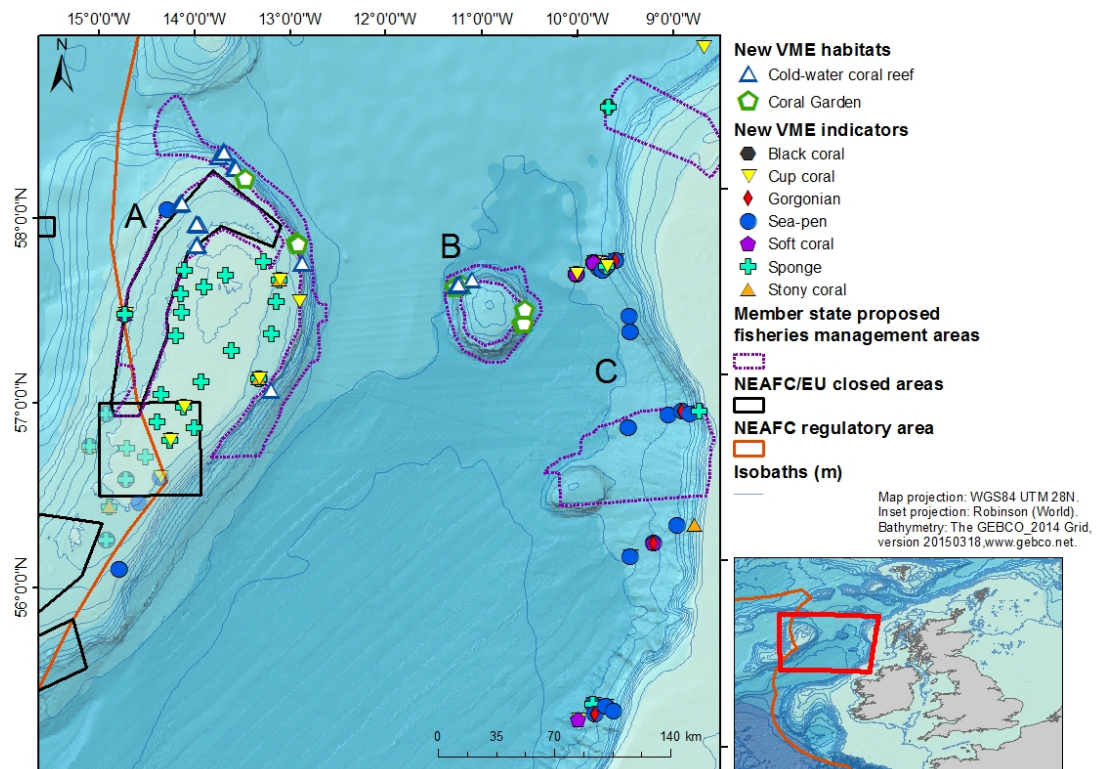 15°0'0"W 14°0'0"W 13°0'0"W 12°0'0"W 11°0'0"W 10°0'0"W 9°0'0"W
N
58°0'0"N
57°0'0"N
56°0'0"N
A
B
C
0 35 70 140 km
New VME habitats
Cold-water coral reef
Coral Garden
New VME indicators
Black coral
Cup coral
Gorgonian
Sea-pen
Soft coral
Sponge
Stony coral
Member state proposed
fisheries management areas
NEAFC/EU closed areas
NEAFC regulatory area
Isobaths (m)
Map projection: WGS84 UTM 28N.
Inset projection: Robinson (World).
Bathymetry: The GEBCO_2014 Grid,
version 20150318,www.gebco.net.